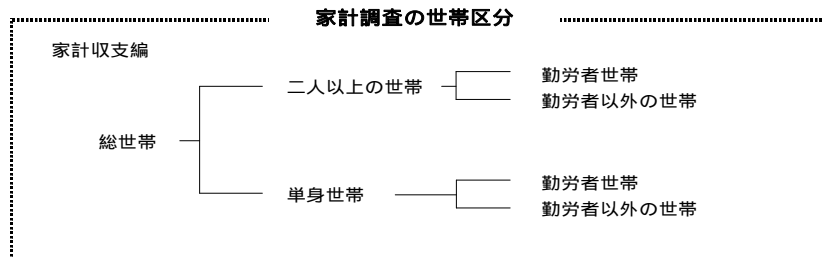 家計調査の世帯区分
家計収支編
総世帯
二人以上の世帯
勤労者世帯
勤労者以外の世帯
単身世帯
勤労者世帯
勤労者以外の世帯